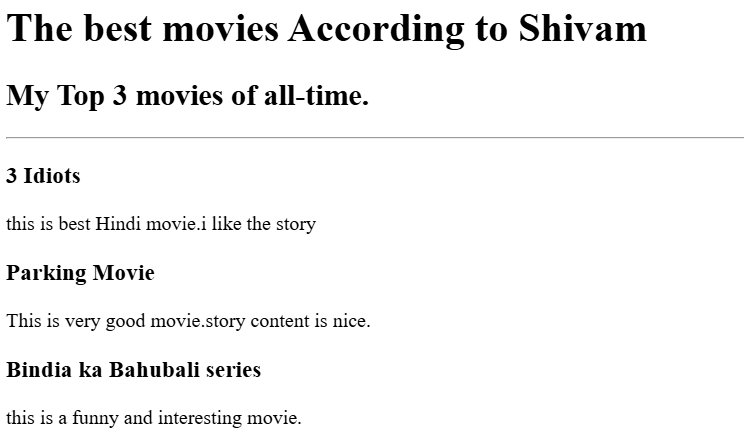 The best movies According to Shivam
My Top 3 movies of all-time.
3 Idiots
this is best Hindi movie.i like the story
Parking Movie
This is very good movie.story content is nice.
Bindia ka Bahubali series
this is a funny and interesting movie.